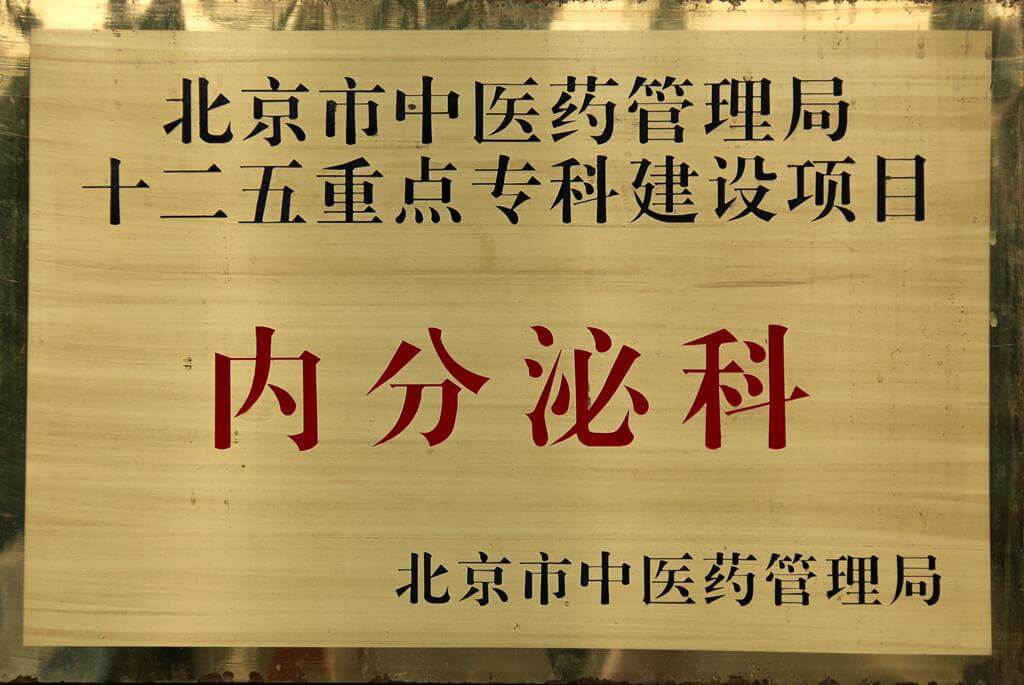 北京市中医药管理局
十二五重点专科建设项目
内分泌科
北京市中医药管理局